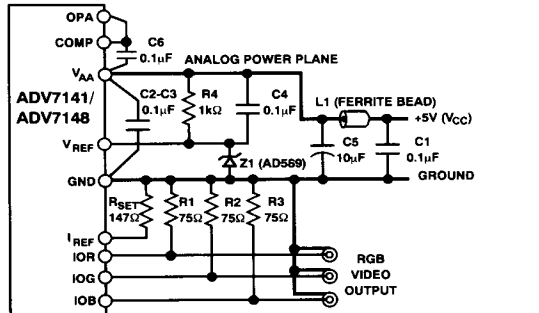 OPA
COMP
C6
0.1µF
ANALOG POWER PLANE
VAA
ADV7141/
ADV7148
C2-C3
0.1µF
R4
1kΩ
C4
0.1µF
L1 (FERRITE BEAD)
+5V (VCC)
C5
10µF
C1
0.1µF
VREF
Z1 (AD589)
GND
GROUND
RSET
147Ω
R1
75Ω
R2
75Ω
R3
75Ω
IREF
IOR
IOG
IOB
RGB
VIDEO
OUTPUT